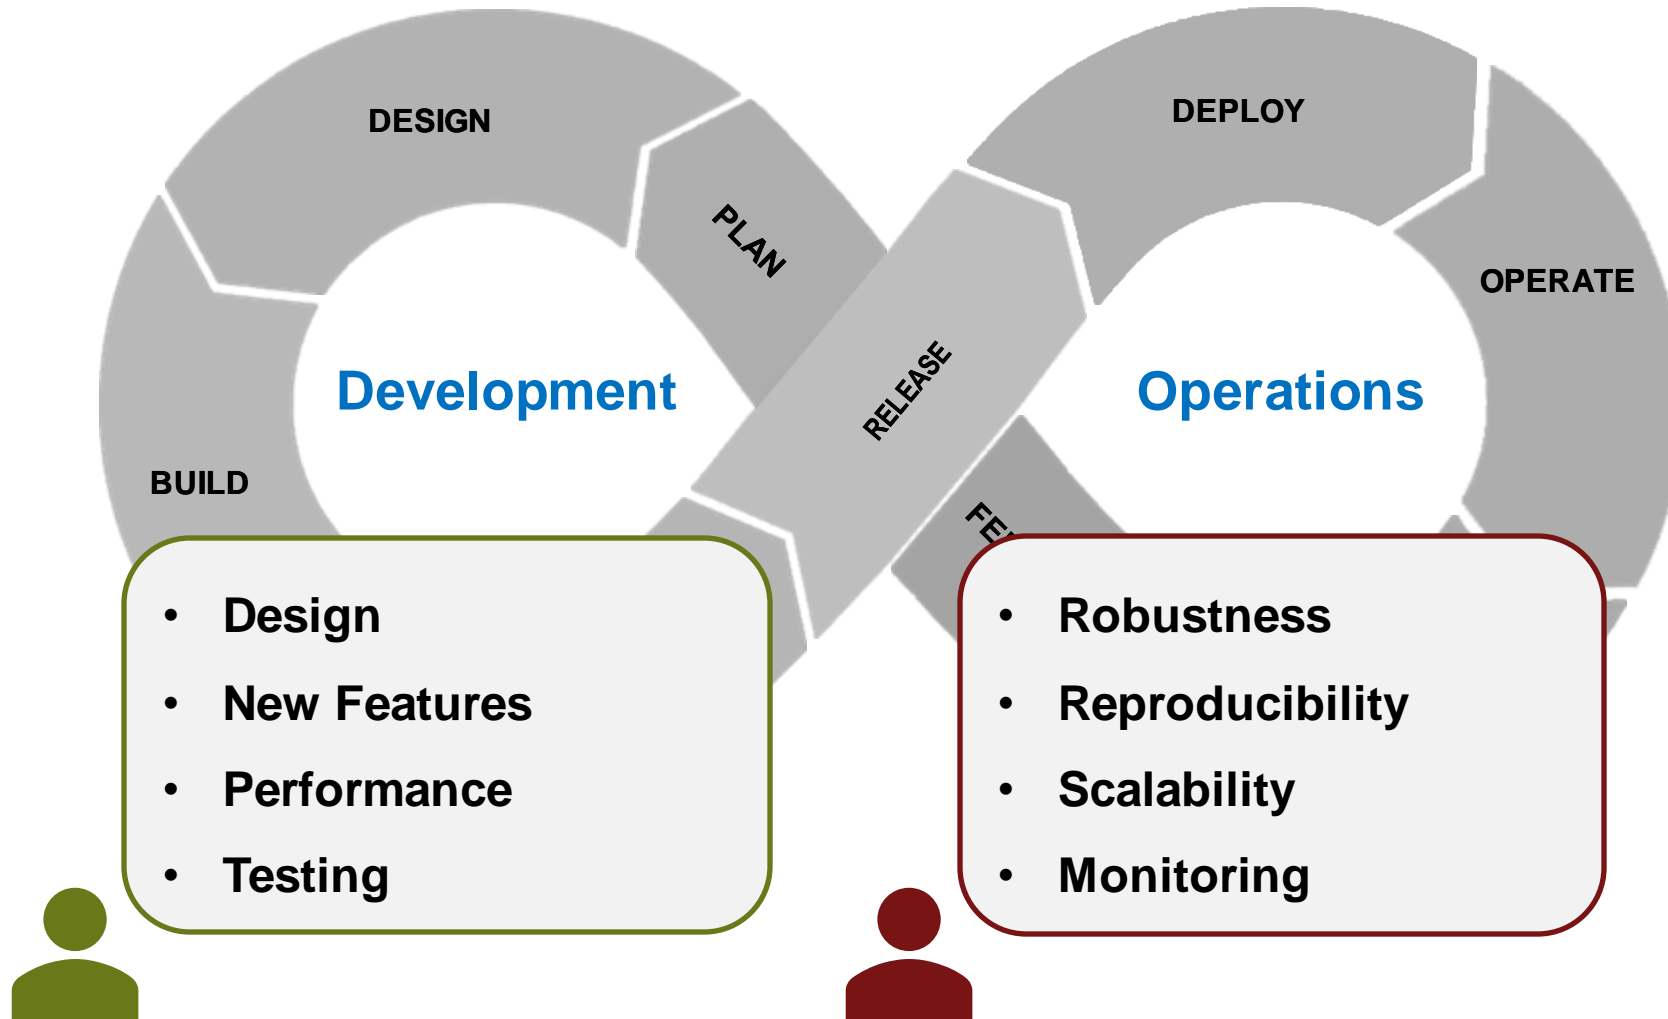 DESIGN
DEPLOY
PLAN
OPERATE
RELEASE
Development
Operations
BUILD
• Design
• New Features
• Performance
• Testing
• Robustness
• Reproducibility
• Scalability
• Monitoring